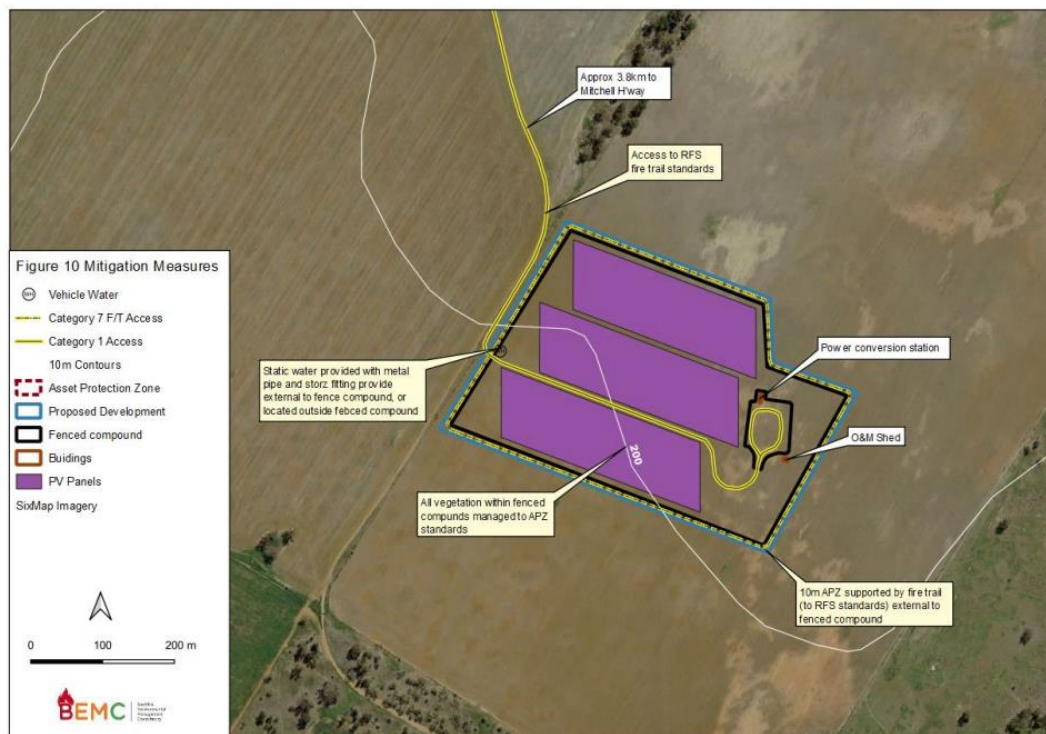 Approx 3.8km to
Mitchell H'way
Access to RFS
fire trail standards
Figure 10 Mitigation Measures
Vehicle Water
Category 7 F/T Access
Category 1 Access
10m Contours
Asset Protection Zone
Proposed Development
Fenced compound
Buidings
PV Panels
SixMap Imagery
0 100 200 m
BEMC
Static water provided with metal
pipe and storz fitting provide
external to fence compound, or
located outside febced compound
Power conversion station
O&M Shed
200
All vegetation within fenced
compunds managed to APZ
standards
10m APZ supported by fire trail
(to RFS standards) external to
fenced compound